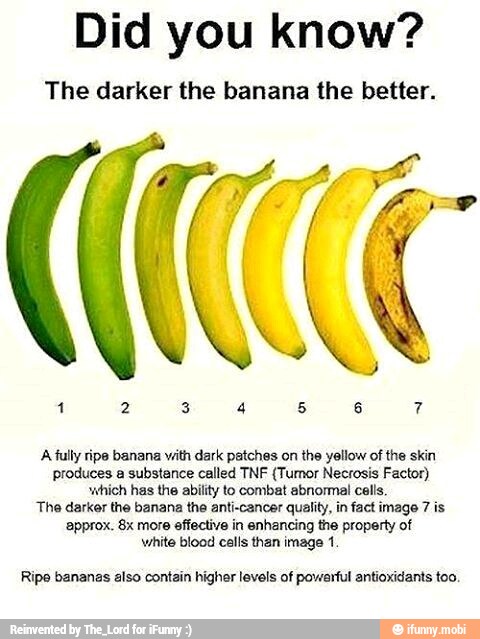 Did you know?
The darker the banana the better.
1 2 3 4 5 6 7
A fully ripe banana with dark patches on the yellow of the skin
produces a substance called TNF (Tumor Necrosis Factor)
which has the ability to combat abnormal cells.
The darker the banana the anti-cancer quality, in fact image 7 is
approx. 8x more effective in enhancing the property of
white blood cells than image 1.
Ripe bananas also contain higher levels of powerful antioxidants too.
Reinvented by The_Lord for iFunny :)
ifunny.mobi